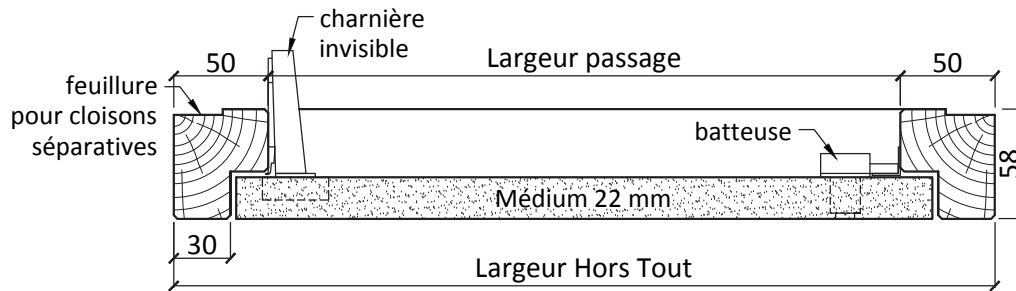 charnière
invisible
50
Largeur passage
50
feuillure
pour cloisons
séparatives
batteuse
58
Médium 22 mm
30
Largeur Hors Tout